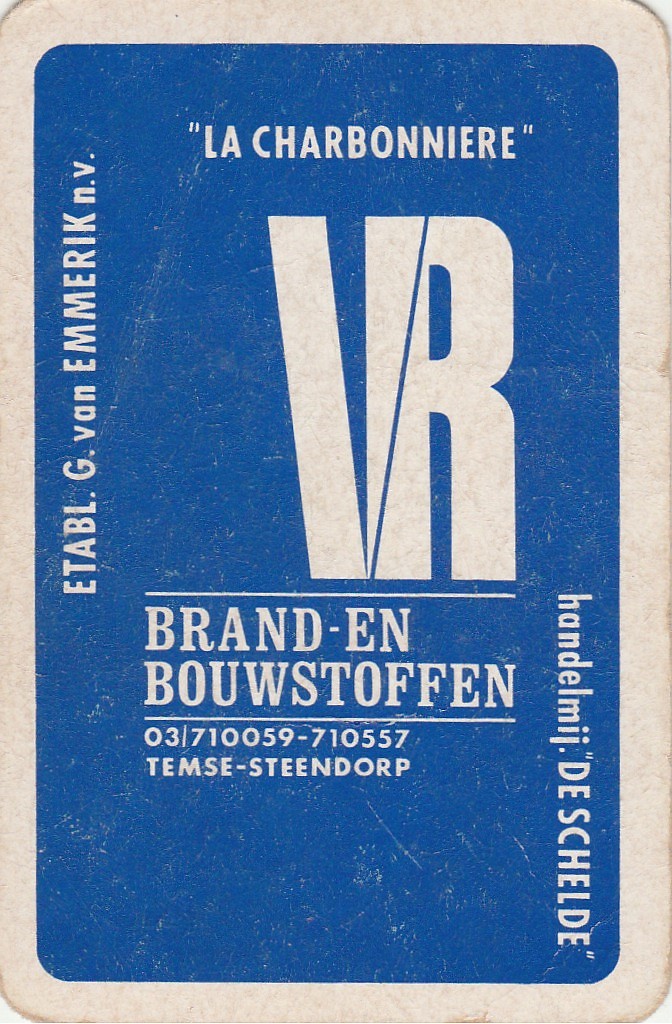 "LA CHARBONNIERE"
ETABL. G. van EMMERIK n.v.
VR
BRAND-EN
BOUWSTOFFEN
03/710059-710557
TEMSE-STEENDORP
handelmij. "DE SCHELDE"